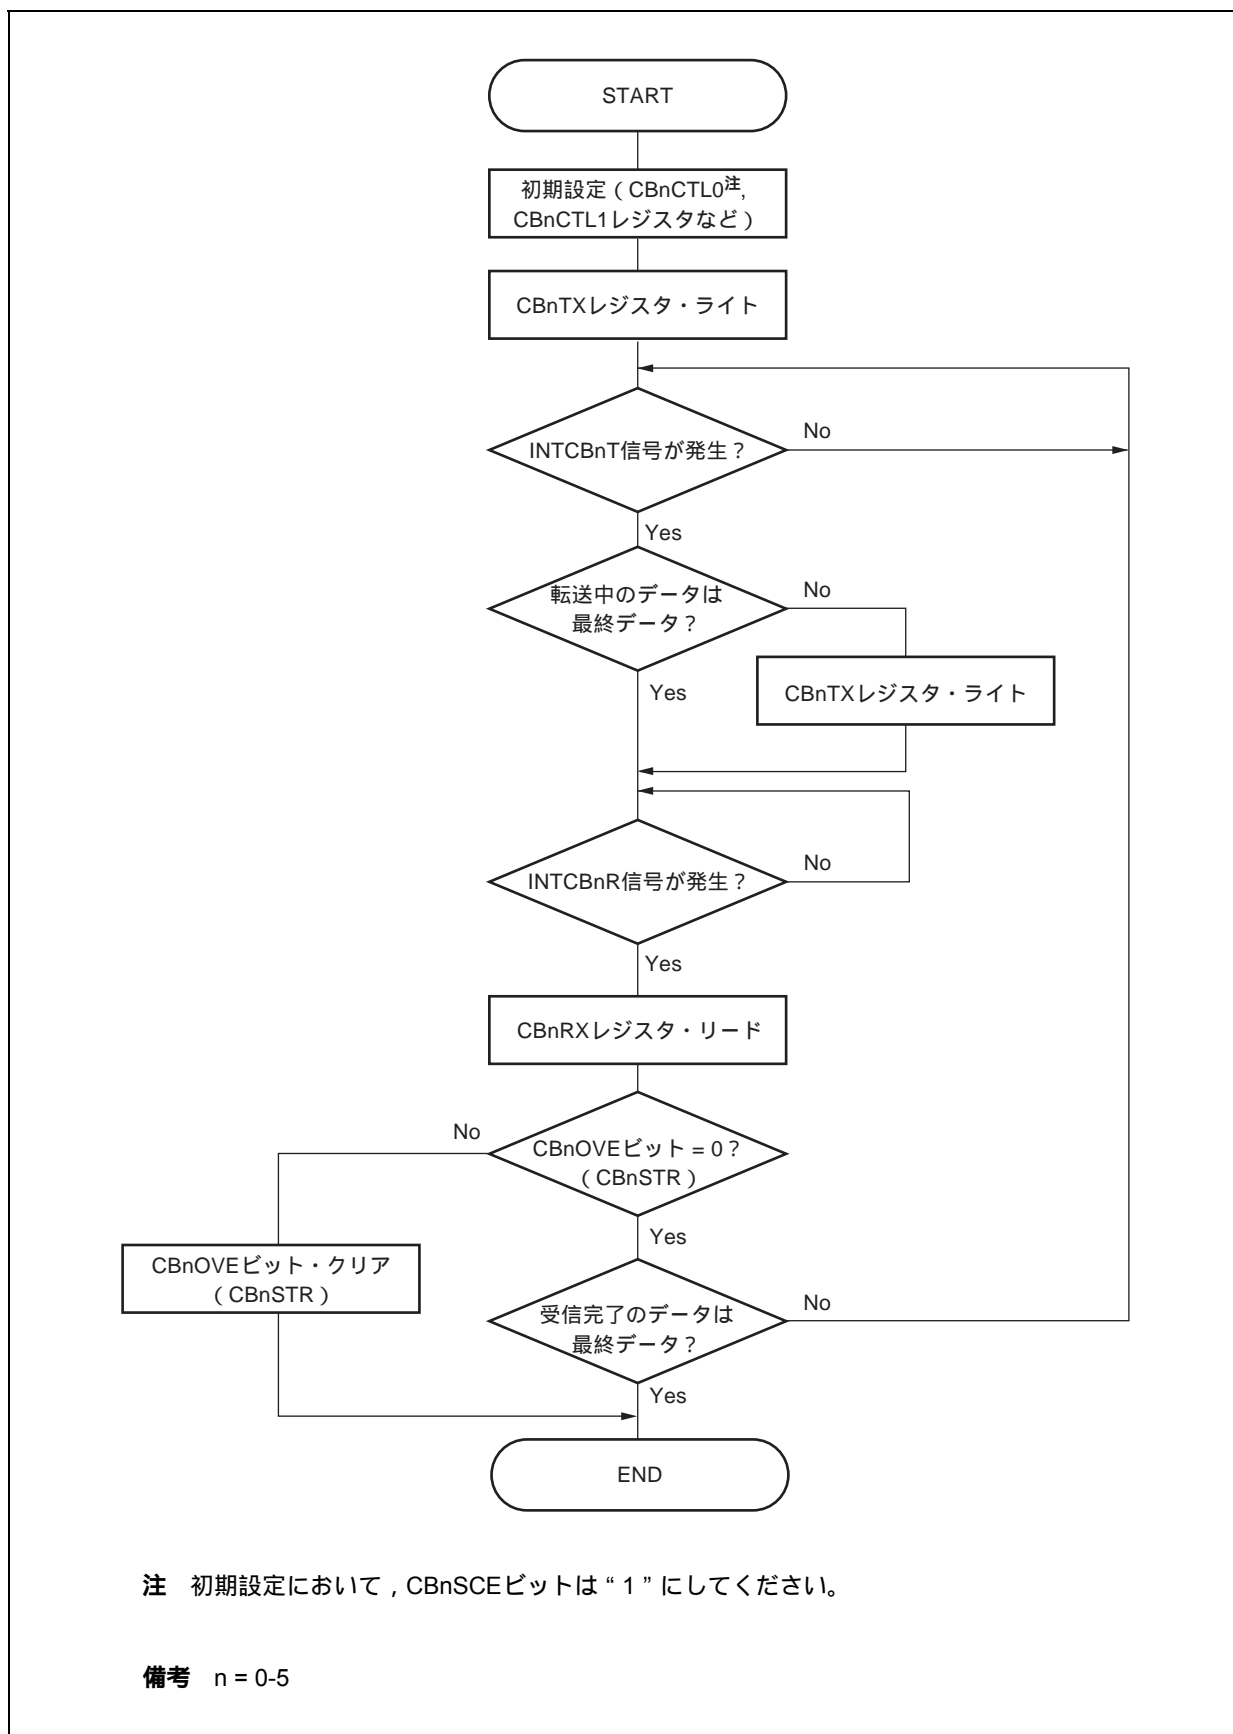 START
初期設定（CBnCTL0注,
CBnCTL1レジスタなど）
CBnTXレジスタ・ライト
INTCBnT信号が発生？
No
Yes
転送中のデータは
最終データ？
No
Yes
CBnTXレジスタ・ライト
INTCBnR信号が発生？
No
Yes
CBnRXレジスタ・リード
No
CBnOVEビット = 0？
（CBnSTR）
Yes
CBnOVEビット・クリア
（CBnSTR）
受信完了のデータは
最終データ？
No
Yes
END
注　初期設定において，CBnSCEビットは“1”にしてください。
備考　n = 0-5